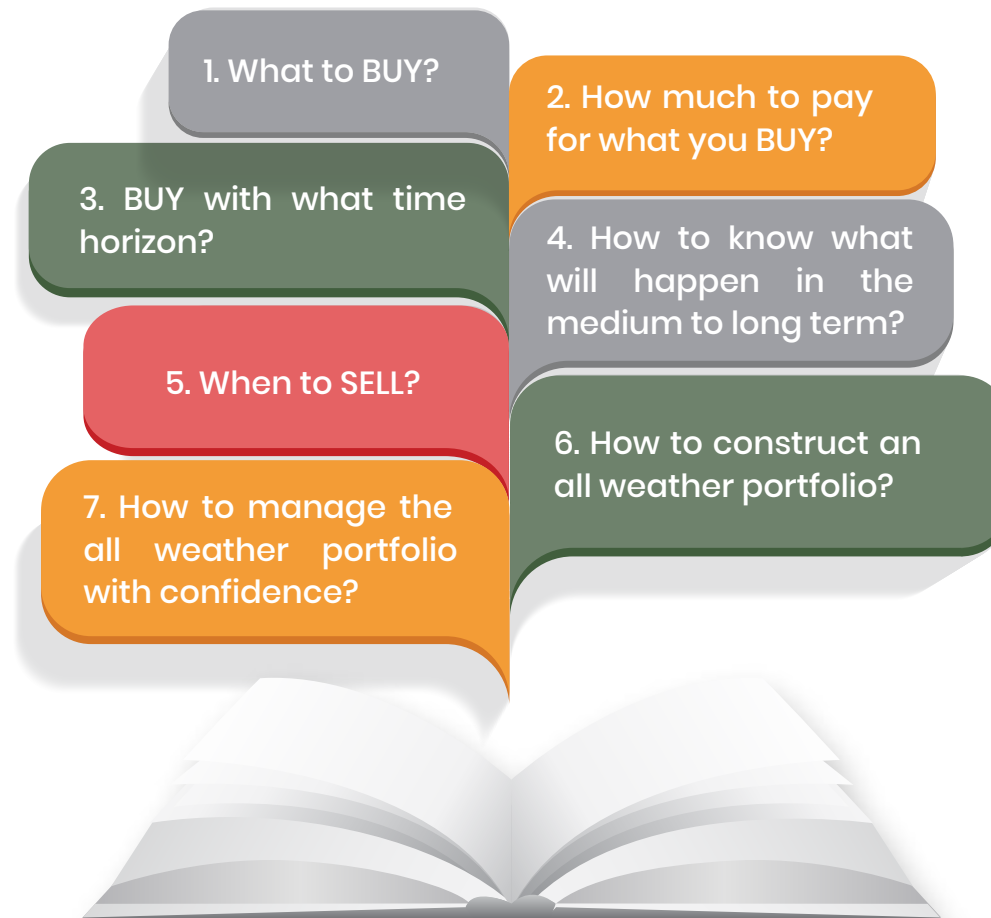 1. What to BUY?
2. How much to pay
for what you BUY?
3. BUY with what time
horizon?
4. How to know what
will happen in the
medium to long term?
5. When to SELL?
6. How to construct an
all weather portfolio?
7. How to manage the
all weather portfolio
with confidence?